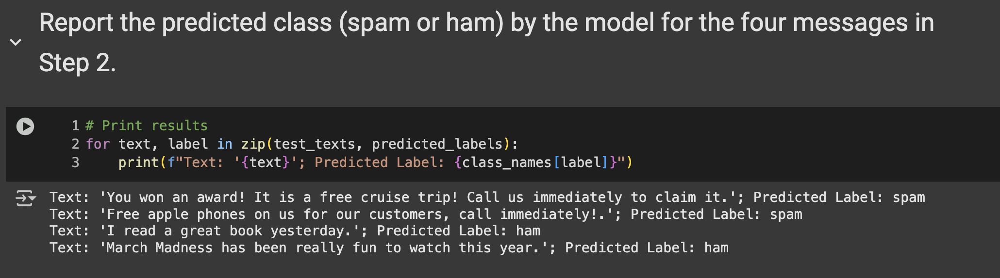 Report the predicted class (spam or ham) by the model for the four messages in
Step 2.
1 # Print results
2 for text, label in zip(test_texts, predicted_labels):
3     print(f"Text: '{text}'; Predicted Label: {class_names[label]}")
Text: 'You won an award! It is a free cruise trip! Call us immediately to claim it.'; Predicted Label: spam
Text: 'Free apple phones on us for our customers, call immediately!.'; Predicted Label: spam
Text: 'I read a great book yesterday.'; Predicted Label: ham
Text: 'March Madness has been really fun to watch this year.'; Predicted Label: ham